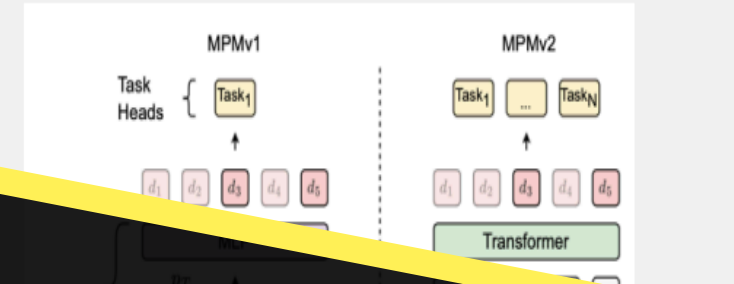 MPMv1
MPMv2
Task
Heads
Task1
Task1
...
TaskN
d1 d2 d3 d4 d5
d1 d2 d3 d4 d5
Transformer